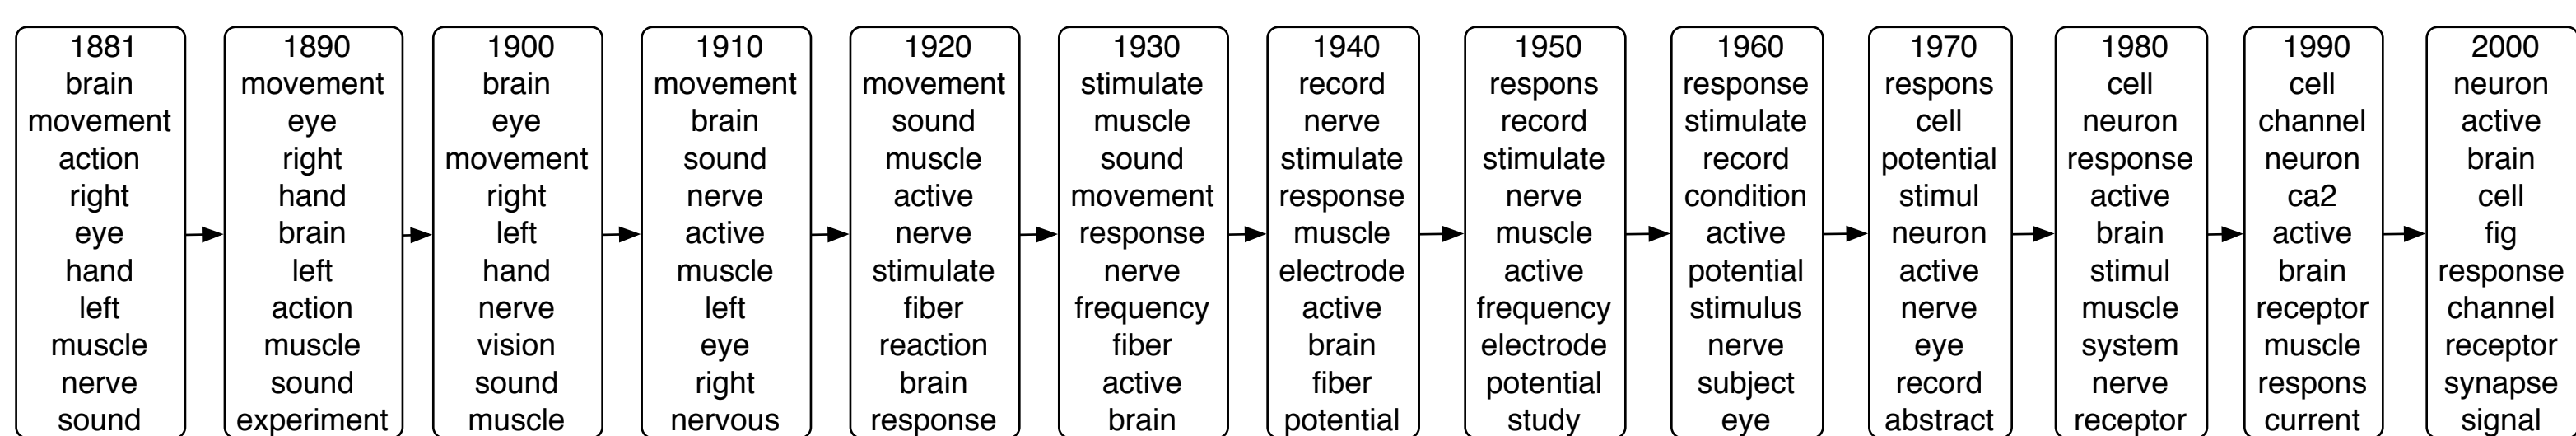 1881
brain
movement
action
right
eye
hand
left
muscle
nerve
sound
1890
movement
eye
right
hand
brain
left
action
muscle
sound
experiment
1900
brain
eye
movement
right
left
hand
nerve
vision
sound
muscle
1910
movement
brain
sound
nerve
active
muscle
left
eye
right
nervous
1920
movement
sound
muscle
active
nerve
stimulate
fiber
reaction
brain
response
1930
stimulate
muscle
sound
movement
response
nerve
frequency
fiber
active
brain
1940
record
nerve
stimulate
response
muscle
electrode
active
brain
fiber
potential
1950
respons
record
stimulate
nerve
muscle
active
frequency
electrode
potential
study
1960
response
stimulate
record
condition
active
potential
stimulus
nerve
subject
eye
1970
respons
cell
potential
stimul
neuron
active
nerve
eye
record
abstract
1980
cell
neuron
response
active
brain
stimul
muscle
system
nerve
receptor
1990
cell
channel
neuron
ca2
active
brain
receptor
muscle
respons
current
2000
neuron
active
brain
cell
fig
response
channel
receptor
synapse
signal